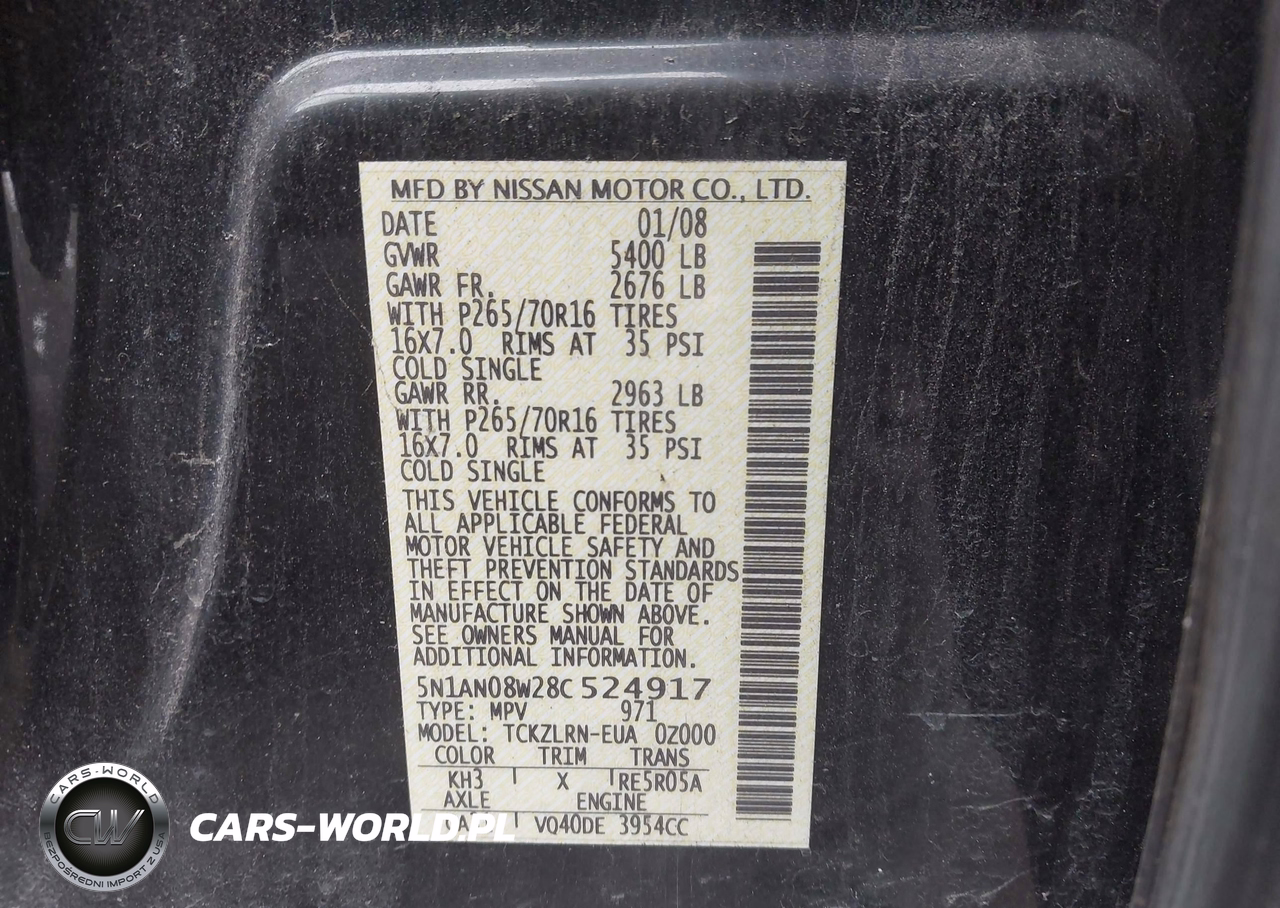 MFD BY NISSAN MOTOR CO., LTD.
DATE 01/08
GVWR 5400 LB
GAWR FR. 2676 LB
WITH P265/70R16 TIRES
16X7.0 RIMS AT 35 PSI
COLD SINGLE
GAWR RR. 2963 LB
WITH P265/70R16 TIRES
16X7.0 RIMS AT 35 PSI
COLD SINGLE
THIS VEHICLE CONFORMS TO
ALL APPLICABLE FEDERAL
MOTOR VEHICLE SAFETY AND
THEFT PREVENTION STANDARDS
IN EFFECT ON THE DATE OF
MANUFACTURE SHOWN ABOVE.
SEE OWNERS MANUAL FOR
ADDITIONAL INFORMATION.
5N1AN08W28C 524917
TYPE: MPV 971
MODEL: TCKZLRN-EUA 0Z000
COLOR TRIM TRANS
KH3 X RE5R05A
AXLE ENGINE
VQ40DE 3954CC
CARS-WORLD
CW
BEZPOŚREDNI IMPORT Z USA
CARS-WORLD.PL